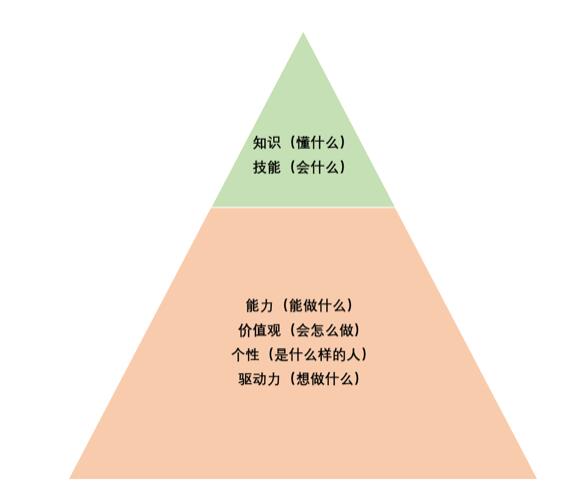 知识（懂什么）
技能（会什么）
能力（能做什么）
价值观（会怎么做）
个性（是什么样的人）
驱动力（想做什么）